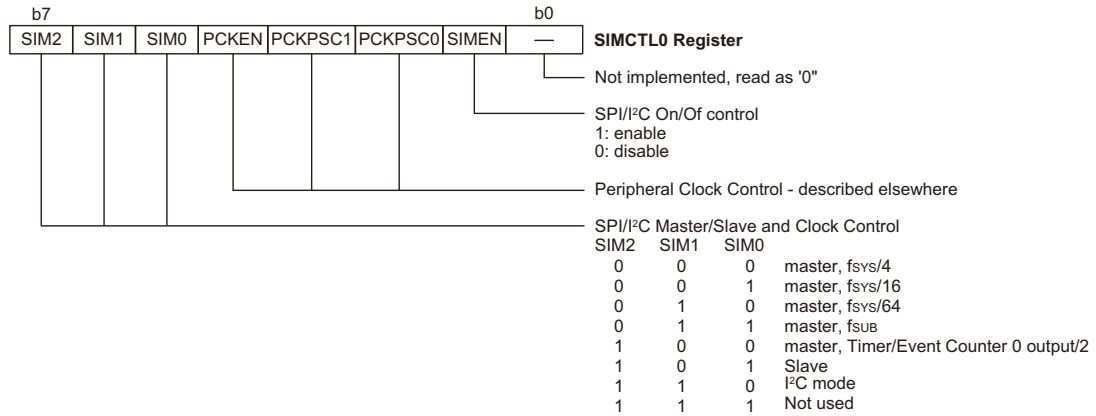 b7 b0
SIM2 SIM1 SIM0 PCKEN PCKPSC1 PCKPSC0 SIMEN — SIMCTL0 Register
Not implemented, read as '0"
SPI/I²C On/Of control
1: enable
0: disable
Peripheral Clock Control - described elsewhere
SPI/I²C Master/Slave and Clock Control
SIM2 SIM1 SIM0
0 0 0 master, fSYS/4
0 0 1 master, fSYS/16
0 1 0 master, fSYS/64
0 1 1 master, fSUB
1 0 0 master, Timer/Event Counter 0 output/2
1 0 1 Slave
1 1 0 I²C mode
1 1 1 Not used